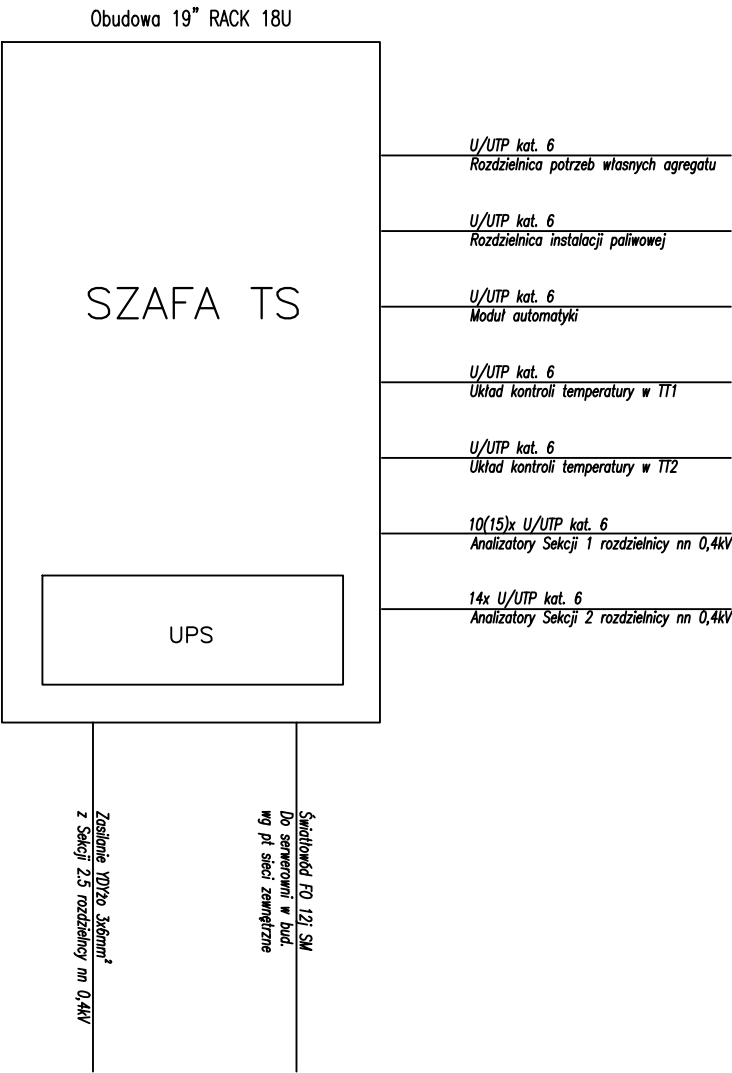 Obudowa 19" RACK 18U
U/UTP kat. 6
Rozdzielnica potrzeb własnych agregatu
U/UTP kat. 6
Rozdzielnica instalacji paliwowej
SZAFA TS
U/UTP kat. 6
Moduł automatyki
U/UTP kat. 6
Układ kontroli temperatury w TT1
U/UTP kat. 6
Układ kontroli temperatury w TT2
10(15)x U/UTP kat. 6
Analizatory Sekcji 1 rozdzielnicy nn 0,4kV
14x U/UTP kat. 6
Analizatory Sekcji 2 rozdzielnicy nn 0,4kV
UPS
Zasilanie YDYżo 3x6mm²
z Sekcji 2.5 rozdzielncy nn 0,4kV
Światłowód FO 12j SM
Do serwerowni w bud.
wg pt sieci zewnętrzne